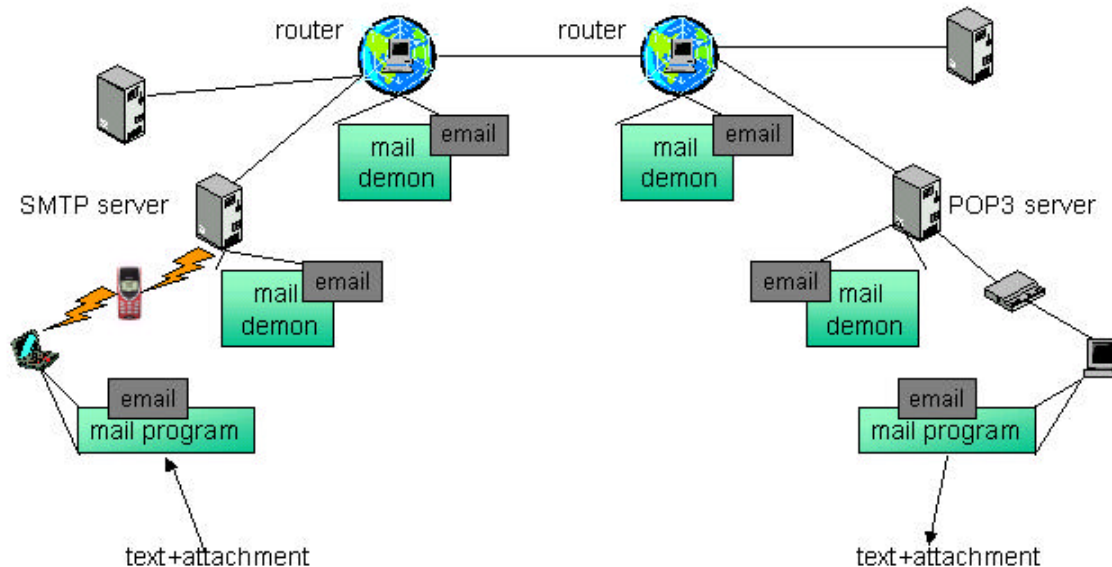 router
router
email
mail
demon
email
mail
demon
SMTP server
POP3 server
email
mail
demon
email
mail
demon
email
mail program
email
mail program
text+attachment
text+attachment